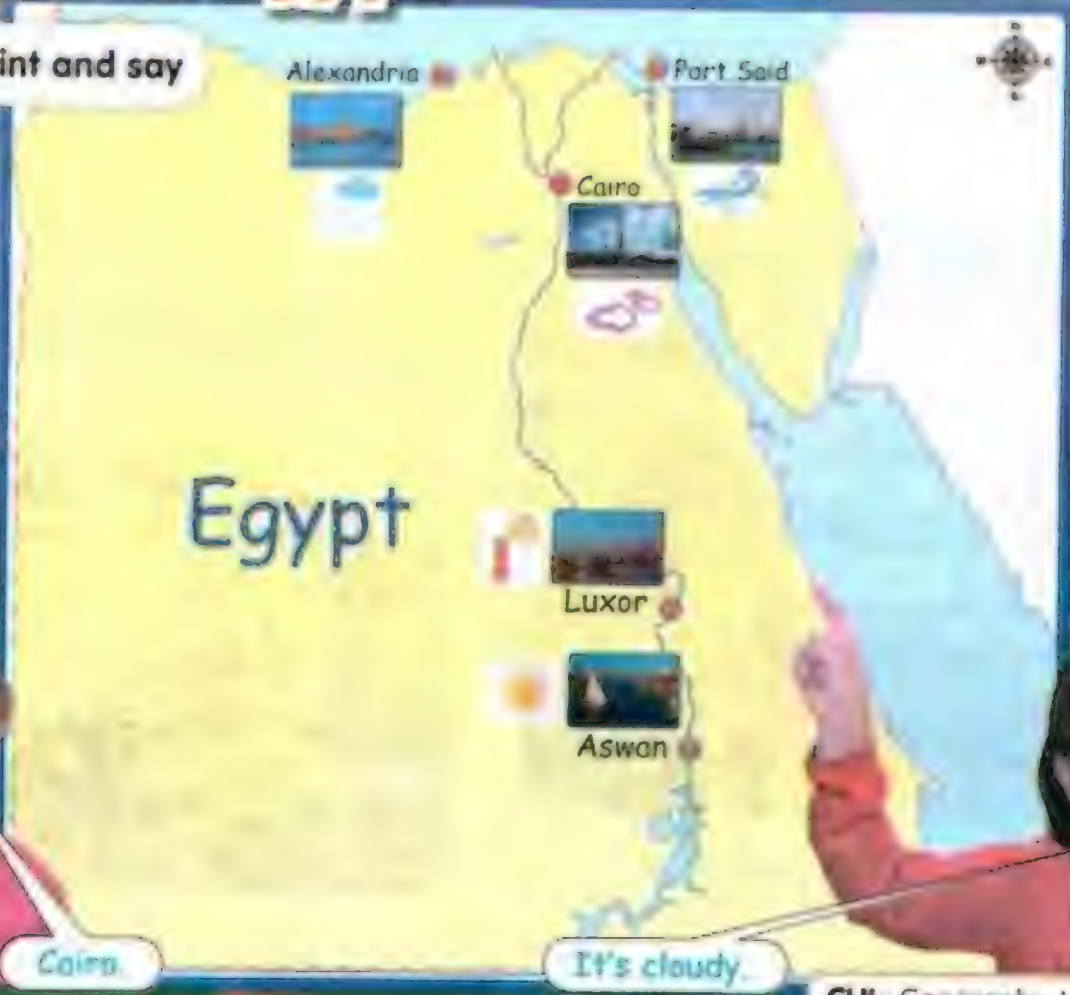 int and say
Alexandria
Port Said
Cairo
Egypt
Luxor
Aswan
Cairo.
It's cloudy.